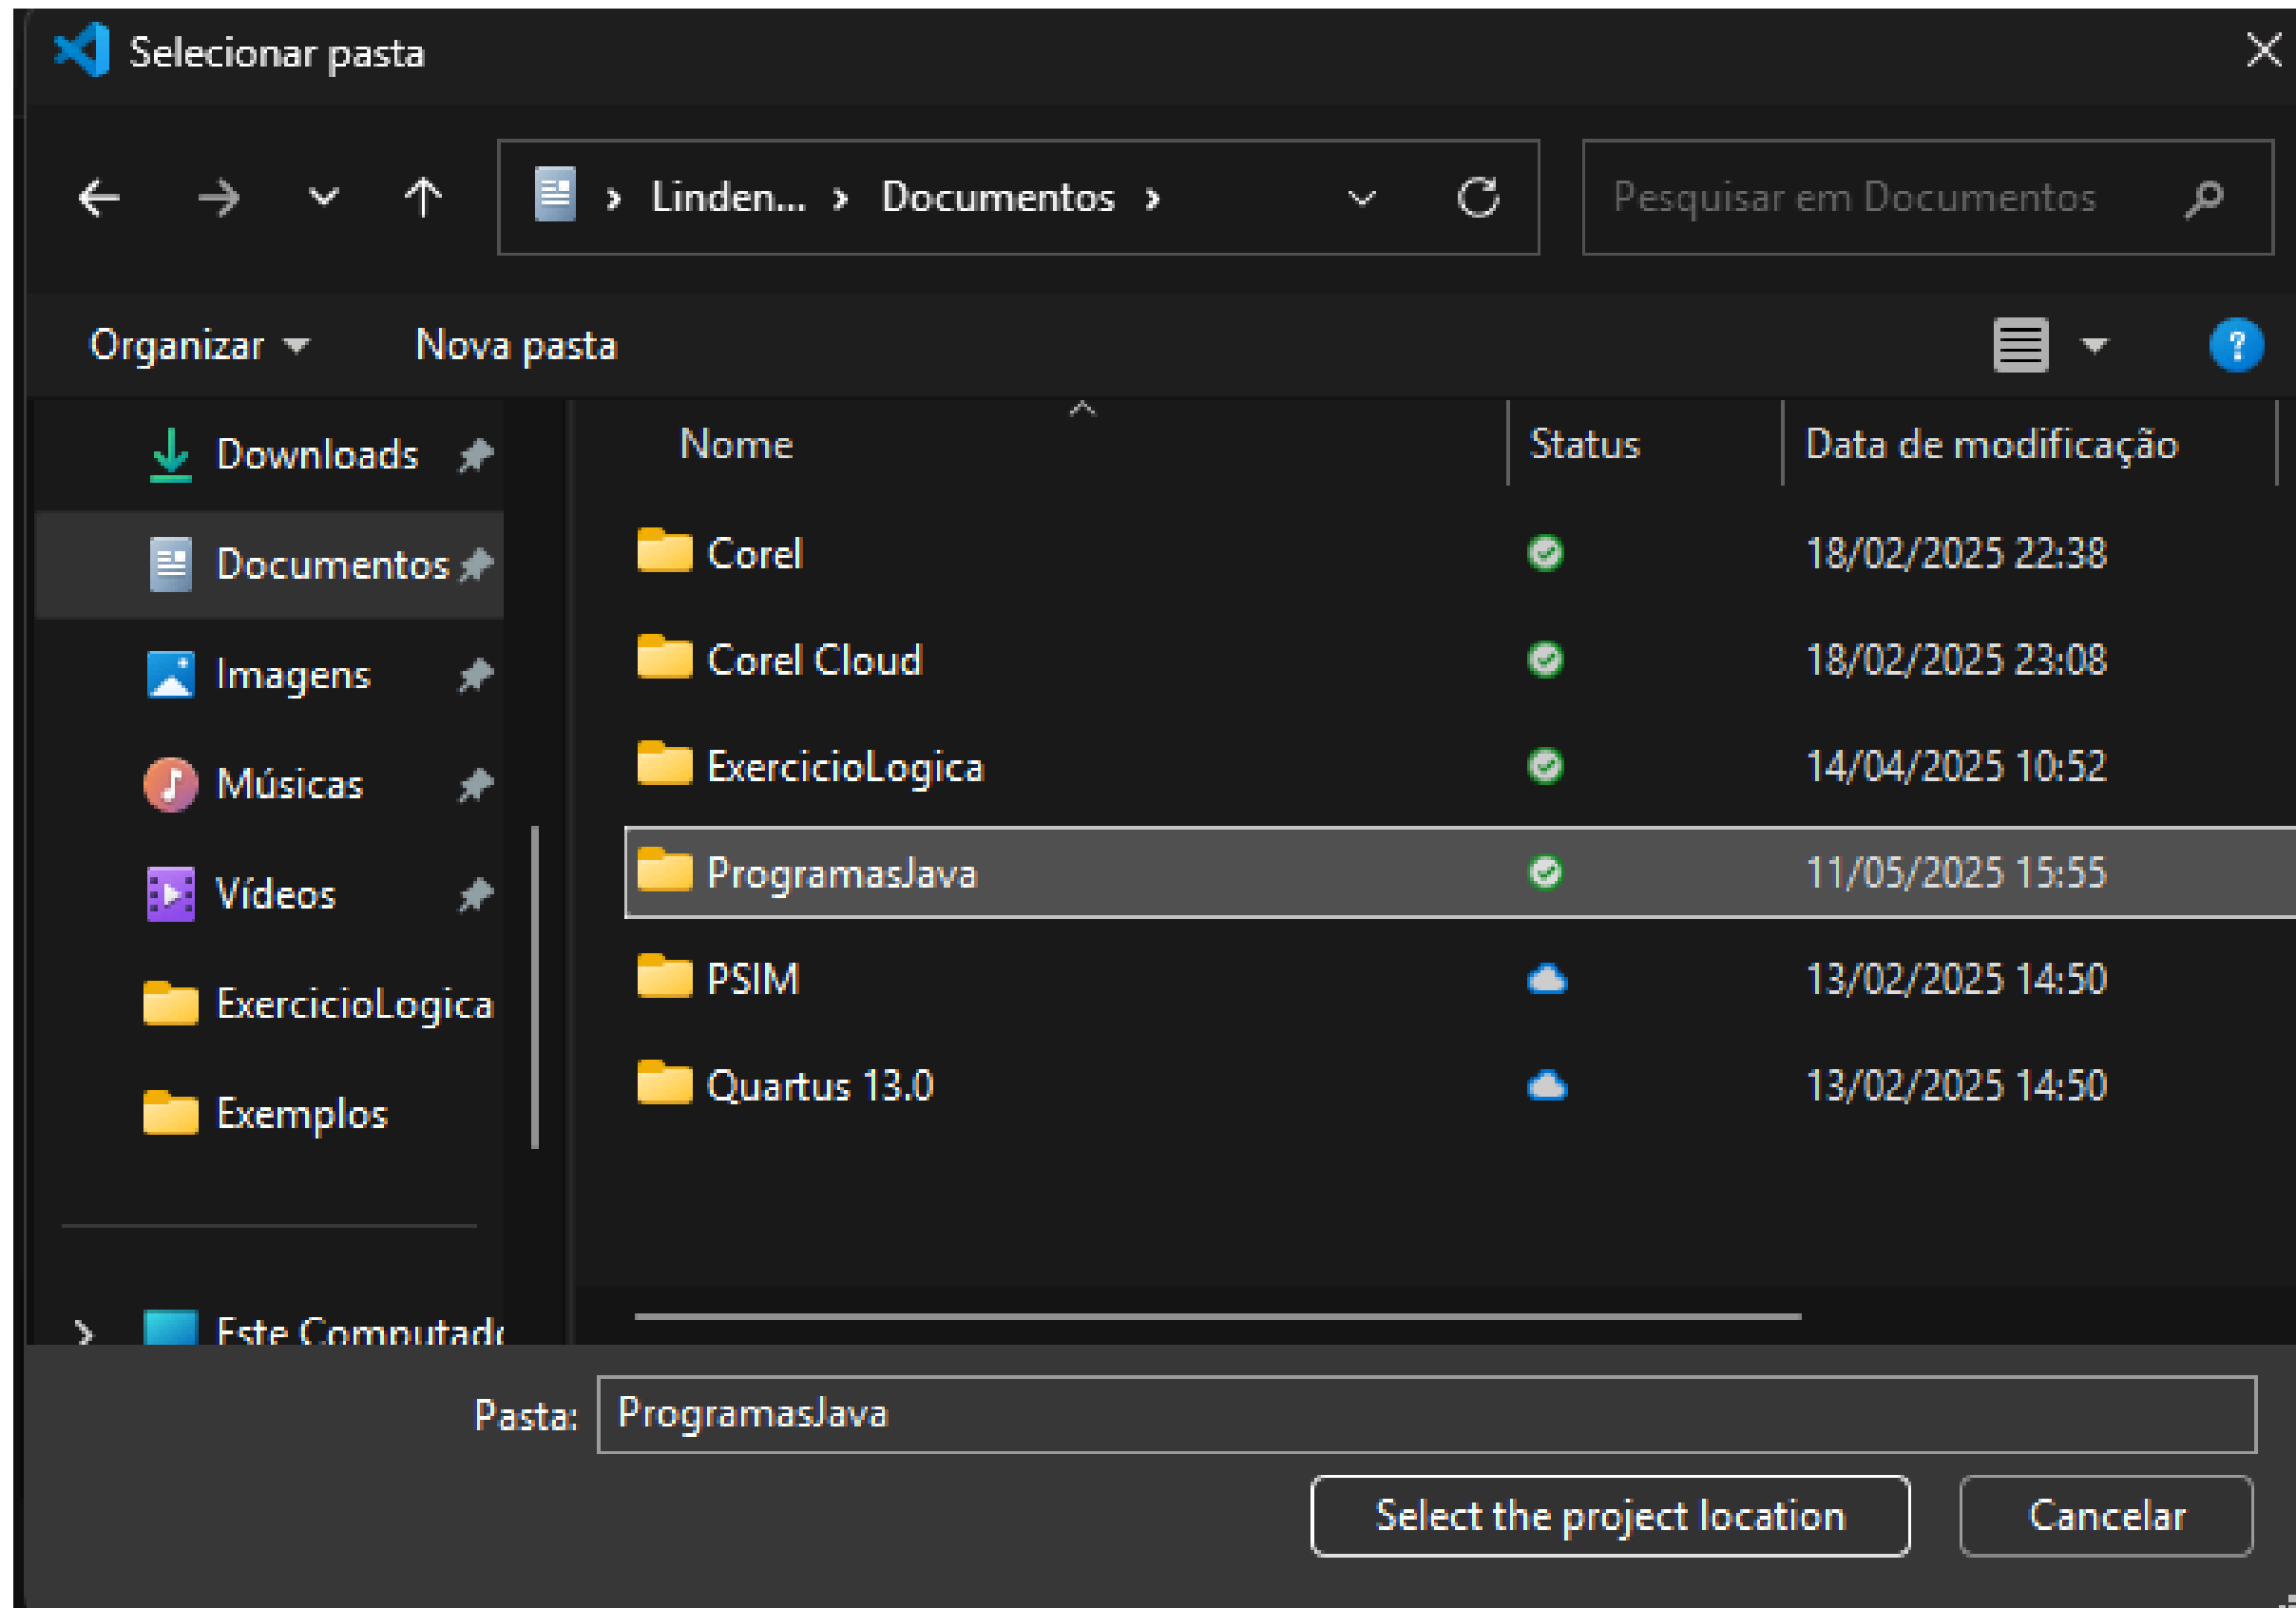 Selecionar pasta
Linden... › Documentos ›
Pesquisar em Documentos
Organizar Nova pasta
Downloads
Documentos
Imagens
Músicas
Vídeos
ExercicioLogica
Exemplos
Este Computad
Nome Status Data de modificação
Corel 18/02/2025 22:38
Corel Cloud 18/02/2025 23:08
ExercicioLogica 14/04/2025 10:52
ProgramasJava 11/05/2025 15:55
PSIM 13/02/2025 14:50
Quartus 13.0 13/02/2025 14:50
Pasta: ProgramasJava
Select the project location Cancelar